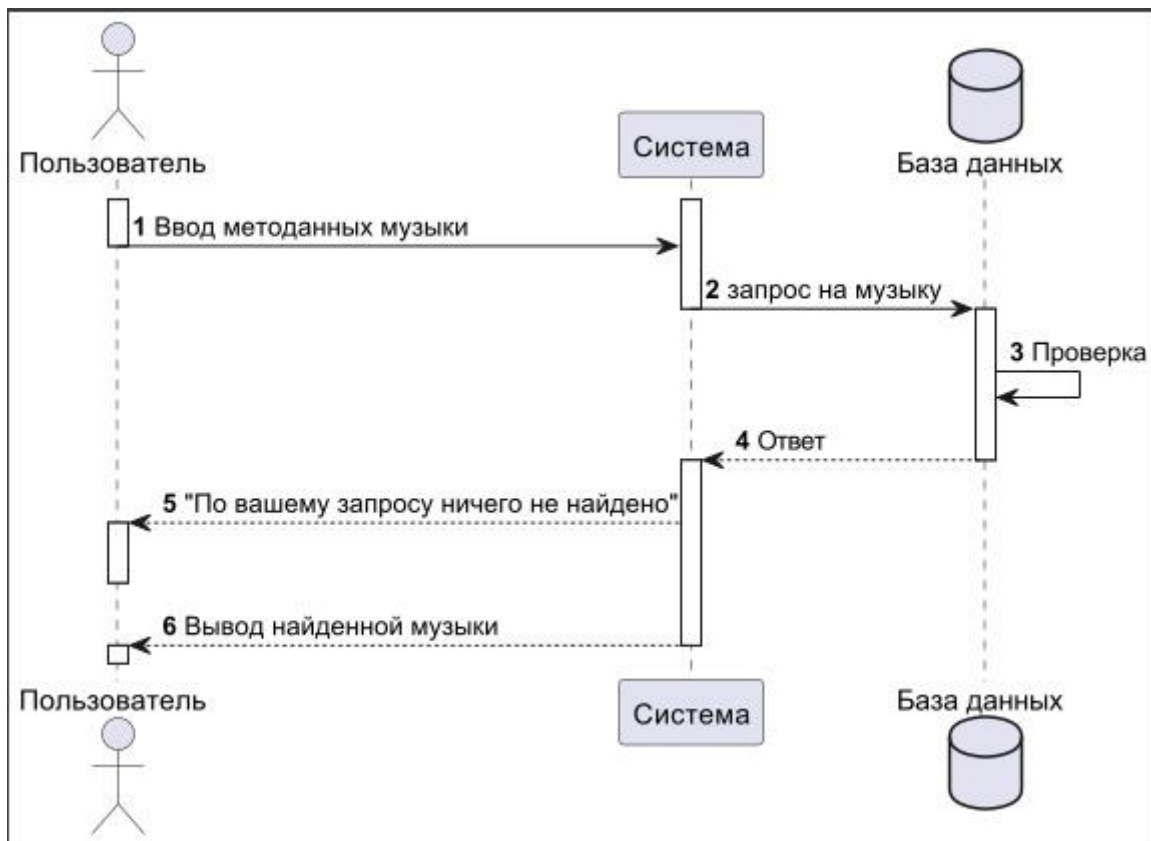 Пользователь
Система
База данных
1 Ввод методанных музыки
2 запрос на музыку
3 Проверка
4 Ответ
5 "По вашему запросу ничего не найдено"
6 Вывод найденной музыки
Пользователь
Система
База данных